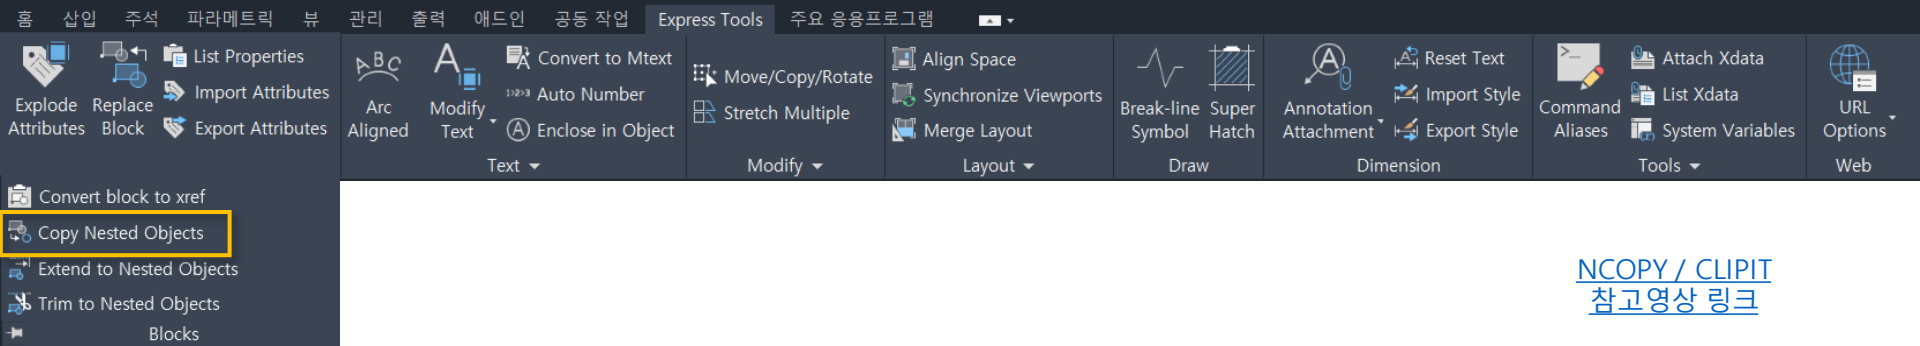 홈 삽입 주석 파라메트릭 뷰 관리 출력 애드인 공동 작업 Express Tools 주요 응용프로그램
Explode
Attributes
Replace
Block
List Properties
Import Attributes
Export Attributes
Arc
Aligned
Modify
Text
Convert to Mtext
1›2›3 Auto Number
Enclose in Object
Text
Move/Copy/Rotate
Stretch Multiple
Modify
Align Space
Synchronize Viewports
Merge Layout
Layout
Break-line
Symbol
Super
Hatch
Draw
Annotation
Attachment
Reset Text
Import Style
Export Style
Dimension
Command
Aliases
Attach Xdata
List Xdata
System Variables
Tools
URL
Options
Web
Convert block to xref
Copy Nested Objects
Extend to Nested Objects
Trim to Nested Objects
Blocks
NCOPY / CLIPIT
참고영상 링크